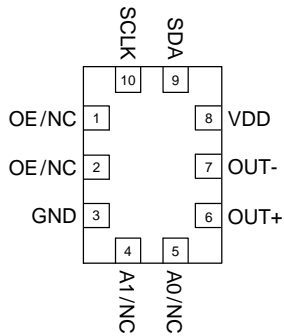 SCLK
SDA
10
9
OE/NC
1
8
VDD
OE/NC
2
7
OUT-
GND
3
6
OUT+
4
5
A1/NC
A0/NC